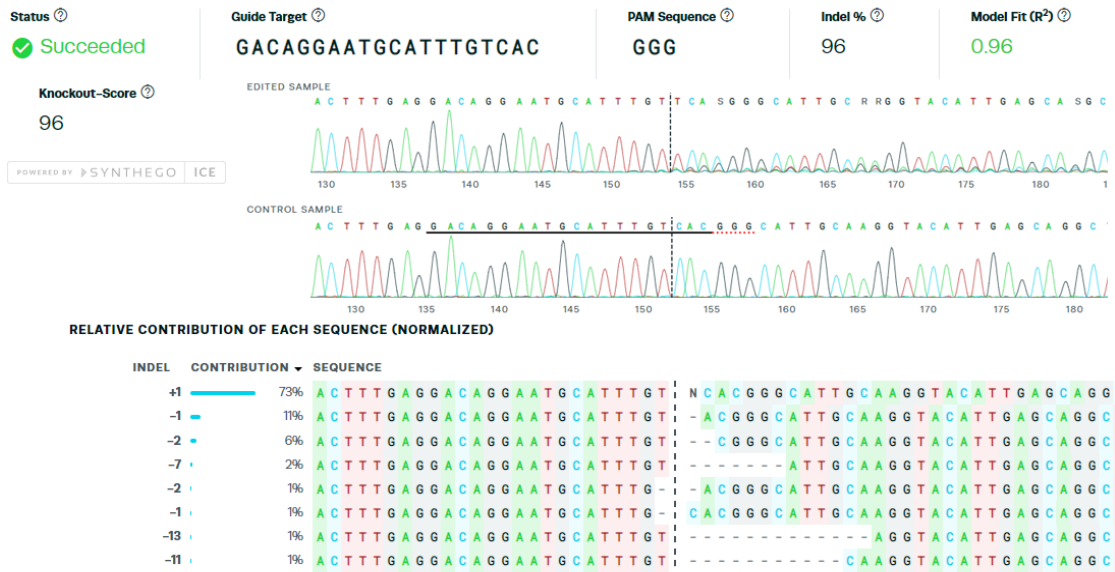 Status Guide Target PAM Sequence Indel % Model Fit (R²)
Succeeded GACAGGAATGCATTTGTCAC GGG 96 0.96
Knockout-Score
96
POWERED BY SYNTHEGO ICE
EDITED SAMPLE
A C T T T G A G G A C A G G A A T G C A T T T G T T C A S G G G C A T T G C R R G G T A C A T T G A G C A S G C
130 135 140 145 150 155 160 165 170 175 180
CONTROL SAMPLE
A C T T T G A G G A C A G G A A T G C A T T T G T C A C G G G C A T T G C A A G G T A C A T T G A G C A G G C
130 135 140 145 150 155 160 165 170 175 180
RELATIVE CONTRIBUTION OF EACH SEQUENCE (NORMALIZED)
INDEL CONTRIBUTION SEQUENCE
+1 73% A C T T T G A G G A C A G G A A T G C A T T T G T N C A C G G G C A T T G C A A G G T A C A T T G A G C A G G
-1 11% A C T T T G A G G A C A G G A A T G C A T T T G T - A C G G G C A T T G C A A G G T A C A T T G A G C A G G C
-2 6% A C T T T G A G G A C A G G A A T G C A T T T G T - - C G G G C A T T G C A A G G T A C A T T G A G C A G G C
-7 2% A C T T T G A G G A C A G G A A T G C A T T T G T - - - - - - - A T T G C A A G G T A C A T T G A G C A G G C
-2 1% A C T T T G A G G A C A G G A A T G C A T T T G - - A C G G G C A T T G C A A G G T A C A T T G A G C A G G C
-1 1% A C T T T G A G G A C A G G A A T G C A T T T G - C A C G G G C A T T G C A A G G T A C A T T G A G C A G G C
-13 1% A C T T T G A G G A C A G G A A T G C A T T T G T - - - - - - - - - - - - - A G G T A C A T T G A G C A G G C
-11 1% A C T T T G A G G A C A G G A A T G C A T T T G T - - - - - - - - - - - C A A G G T A C A T T G A G C A G G C